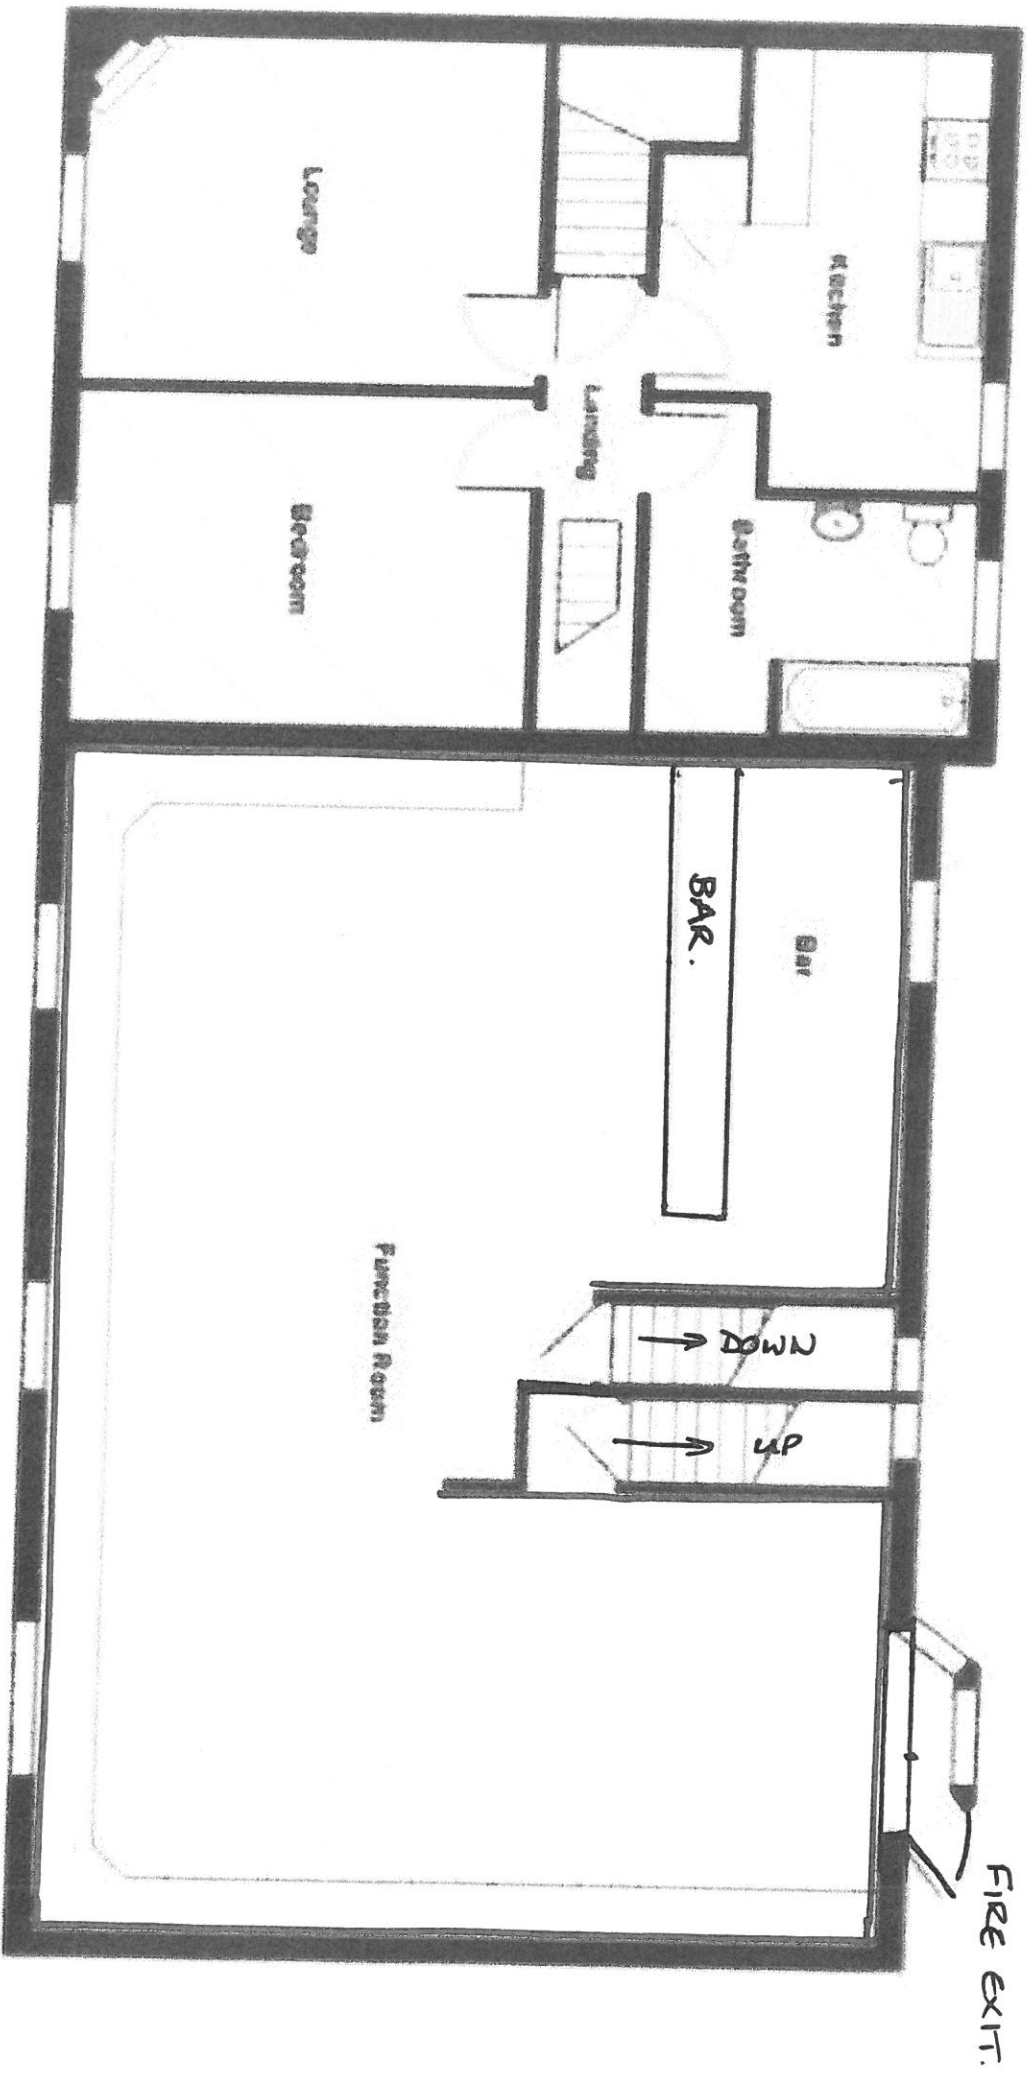 Kitchen
Lounge
Landing
Bathroom
Bedroom
Bar
BAR.
Function Room
DOWN
UP
FIRE EXIT.